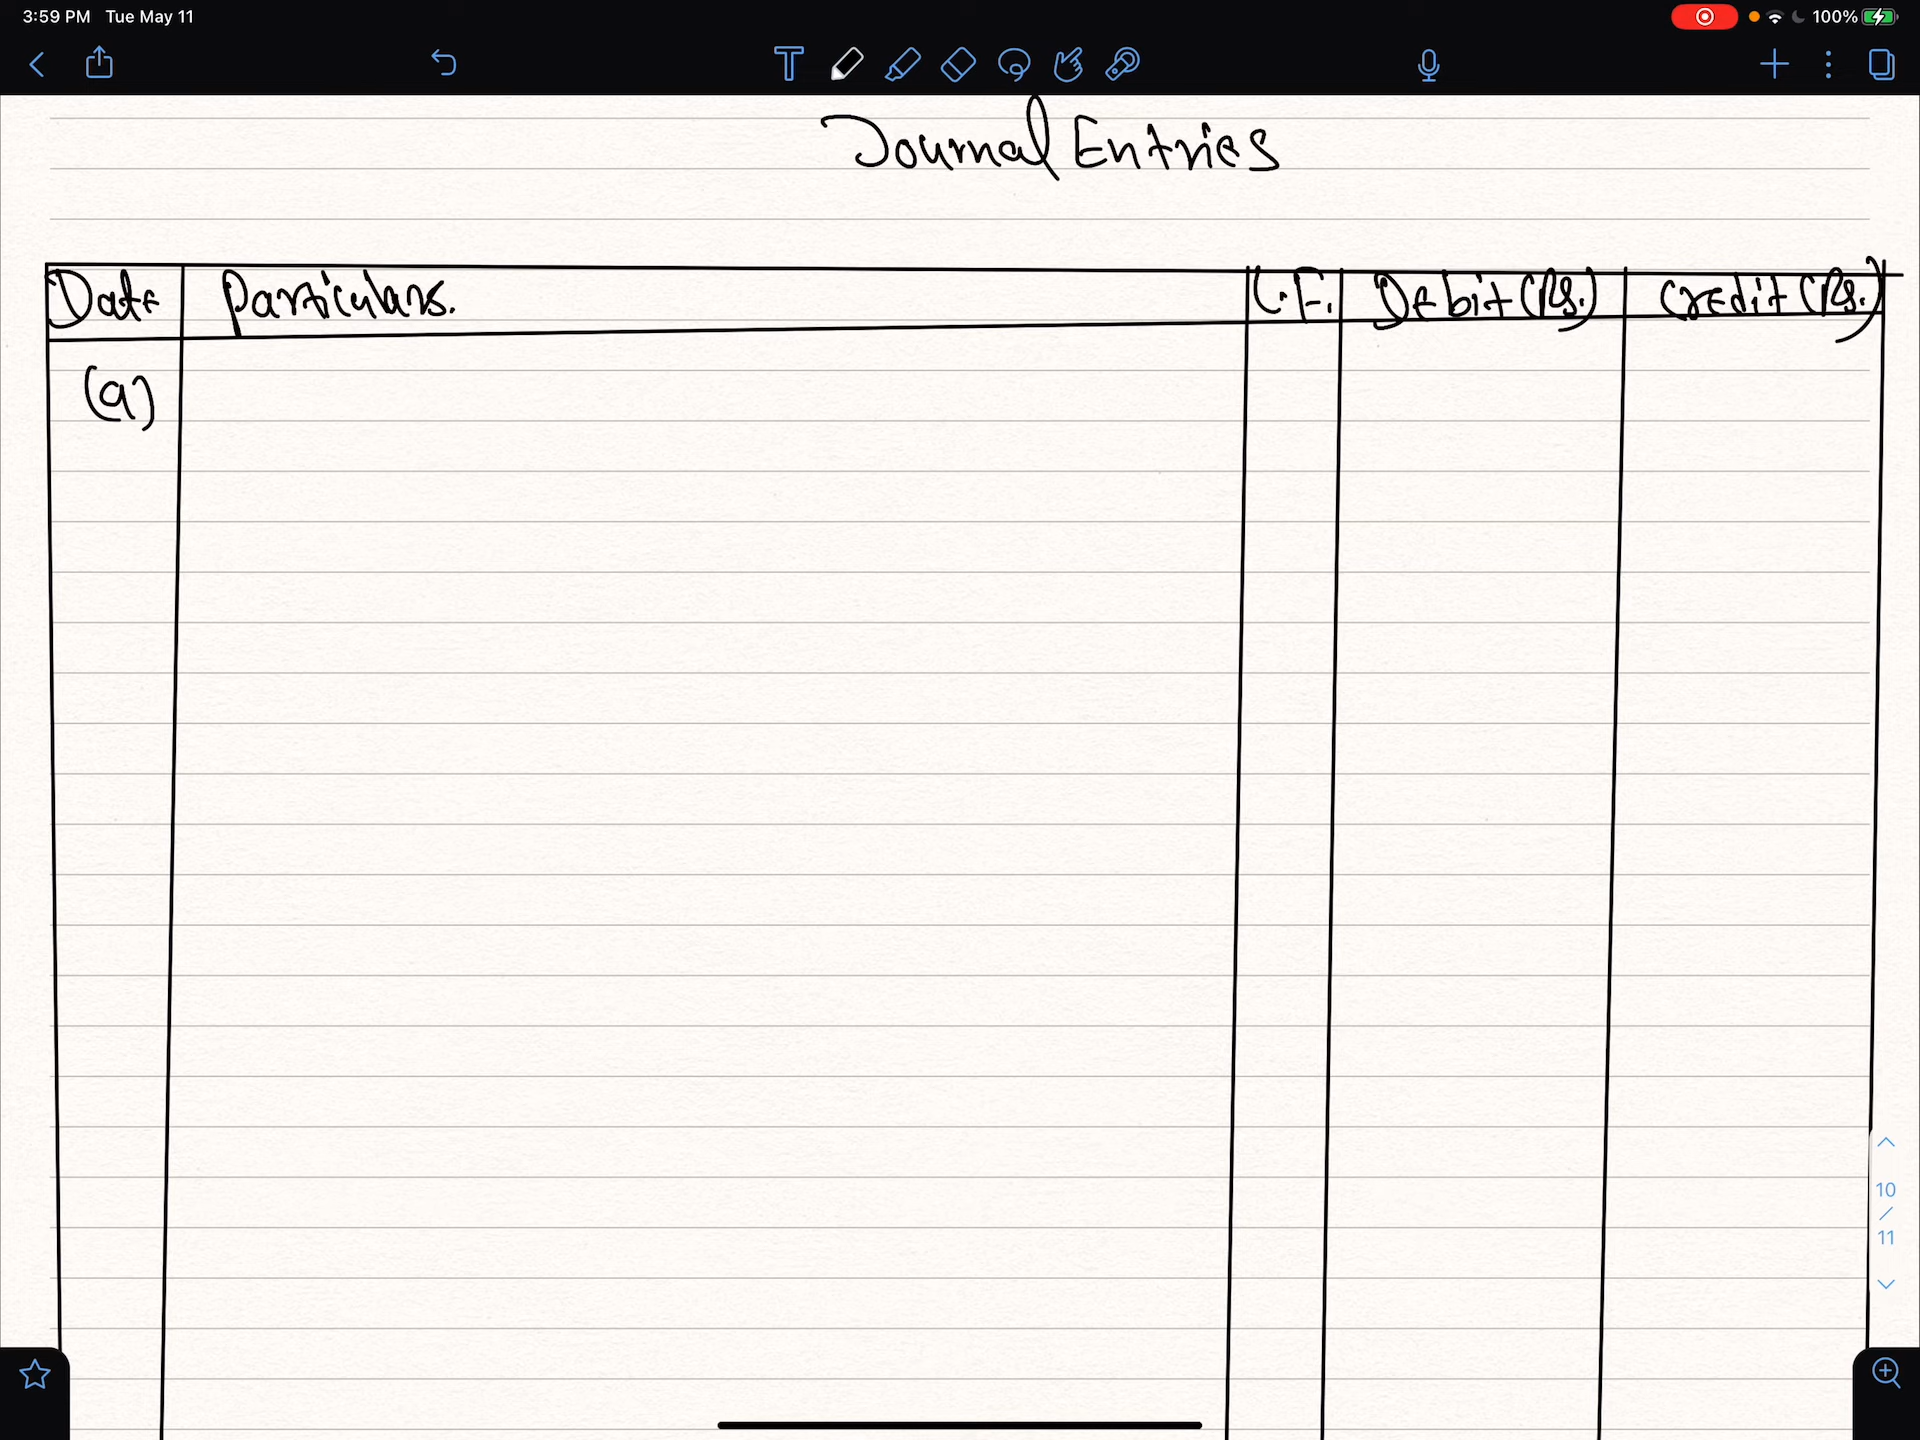 3:59 PM Tue May 11 100%
T
Journal Entries
Date Particulars. L.F. Debit (Rs.) Credit (Rs.)
(a)
10
/
11